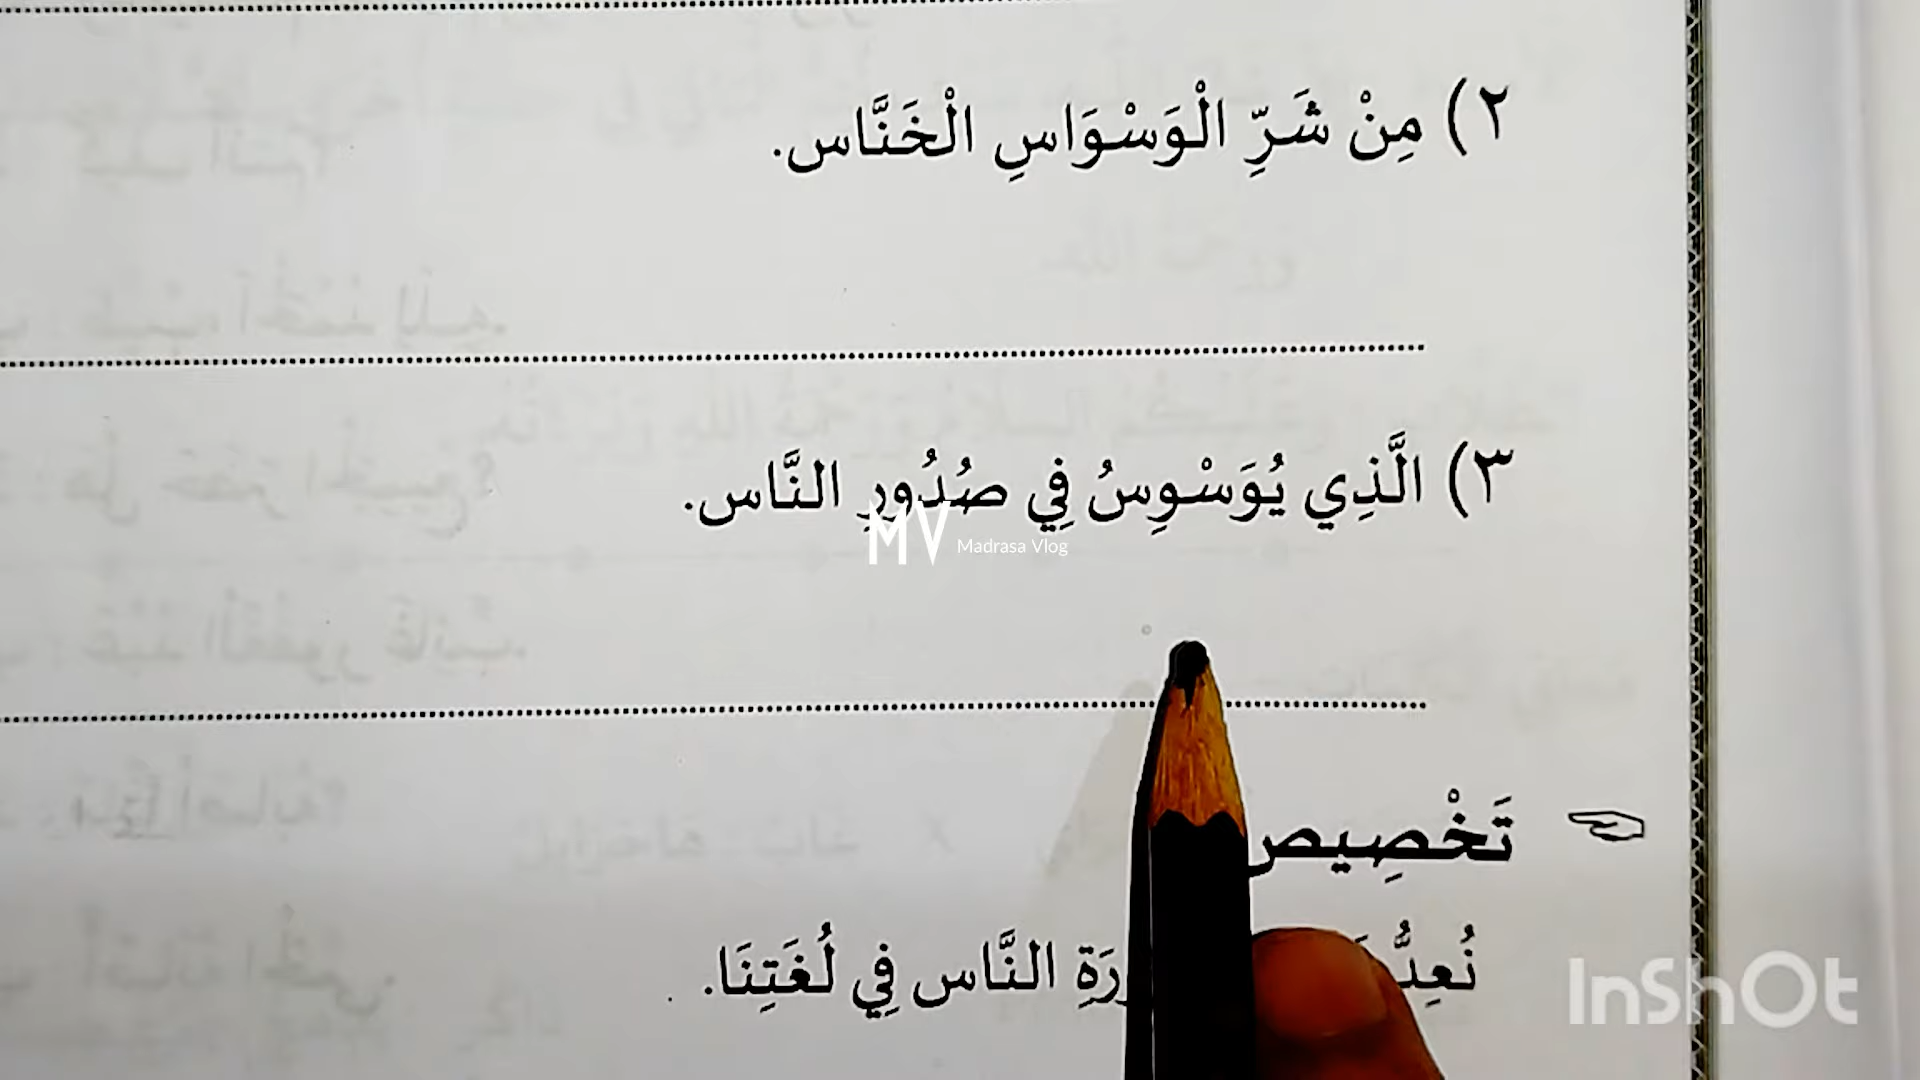 ٢) مِنْ شَرِّ الْوَسْوَاسِ الْخَنَّاس.
٣) الَّذِي يُوَسْوِسُ فِي صُدُورِ النَّاس.
MV Madrasa Vlog
تَخْصِيص
نُعِدُّ النَّاس فِي لُغَتِنَا.
InShOt